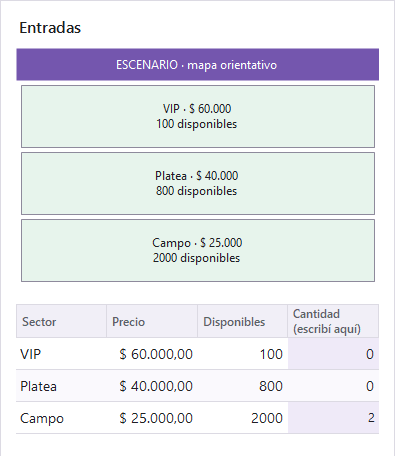 Entradas
ESCENARIO · mapa orientativo
VIP · $ 60.000
100 disponibles
Platea · $ 40.000
800 disponibles
Campo · $ 25.000
2000 disponibles
Sector Precio Disponibles Cantidad (escribí aquí)
VIP $ 60.000,00 100 0
Platea $ 40.000,00 800 0
Campo $ 25.000,00 2000 2